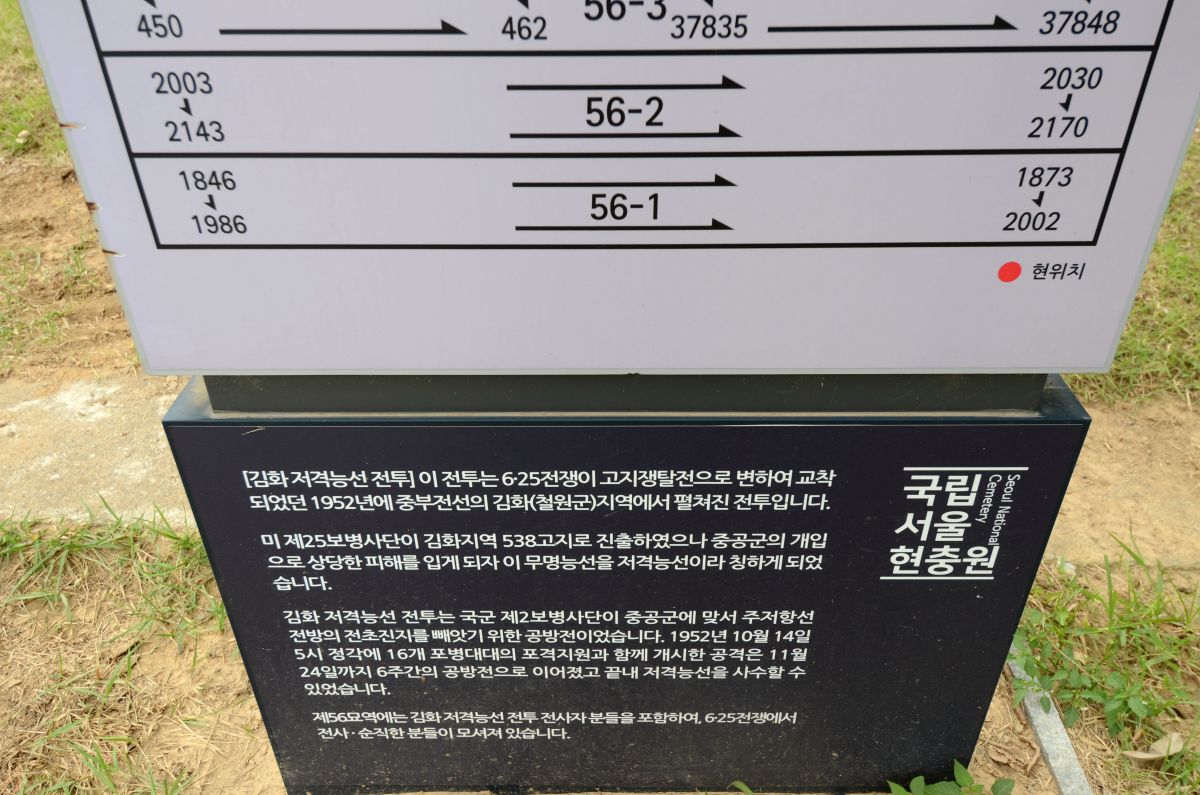 450 462 56-3 37835 37848
2003 2030
56-2
2143 2170
1846 1873
56-1
1986 2002
현위치
[김화 저격능선 전투] 이 전투는 6·25전쟁이 고지쟁탈전으로 변하여 교착
되었던 1952년에 중부전선의 김화(철원군)지역에서 펼쳐진 전투입니다.
미 제25보병사단이 김화지역 538고지로 진출하였으나 중공군의 개입
으로 상당한 피해를 입게 되자 이 무명능선을 저격능선이라 칭하게 되었
습니다.
김화 저격능선 전투는 국군 제2보병사단이 중공군에 맞서 주저항선
전방의 전초진지를 빼앗기 위한 공방전이었습니다. 1952년 10월 14일
5시 정각에 16개 포병대대의 포격지원과 함께 개시한 공격은 11월
24일까지 6주간의 공방전으로 이어졌고 끝내 저격능선을 사수할 수
있었습니다.
제56묘역에는 김화 저격능선 전투 전사자 분들을 포함하여, 6·25전쟁에서
전사·순직한 분들이 모셔져 있습니다.
국립
서울
현충원
Seoul National
Cemetery